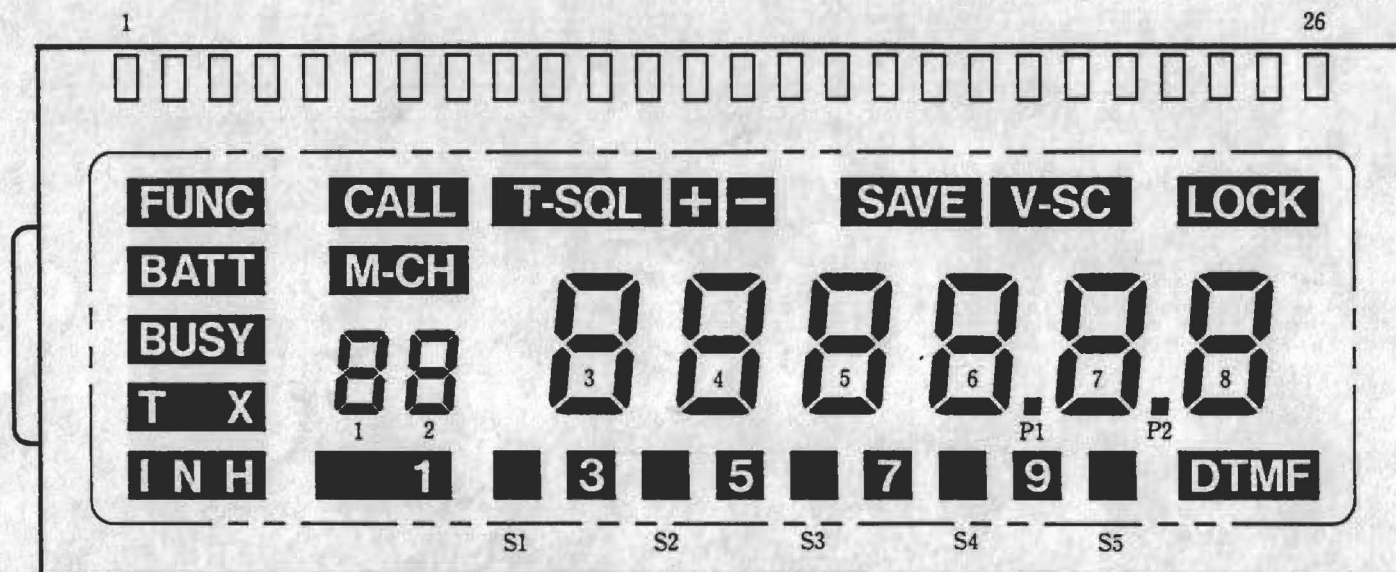 1 26
FUNC CALL T-SQL + - SAVE V-SC LOCK
BATT M-CH
BUSY
3 4 5 6 7 8
T X
1 2 P1 P2
I N H 1 3 5 7 9 DTMF
S1 S2 S3 S4 S5